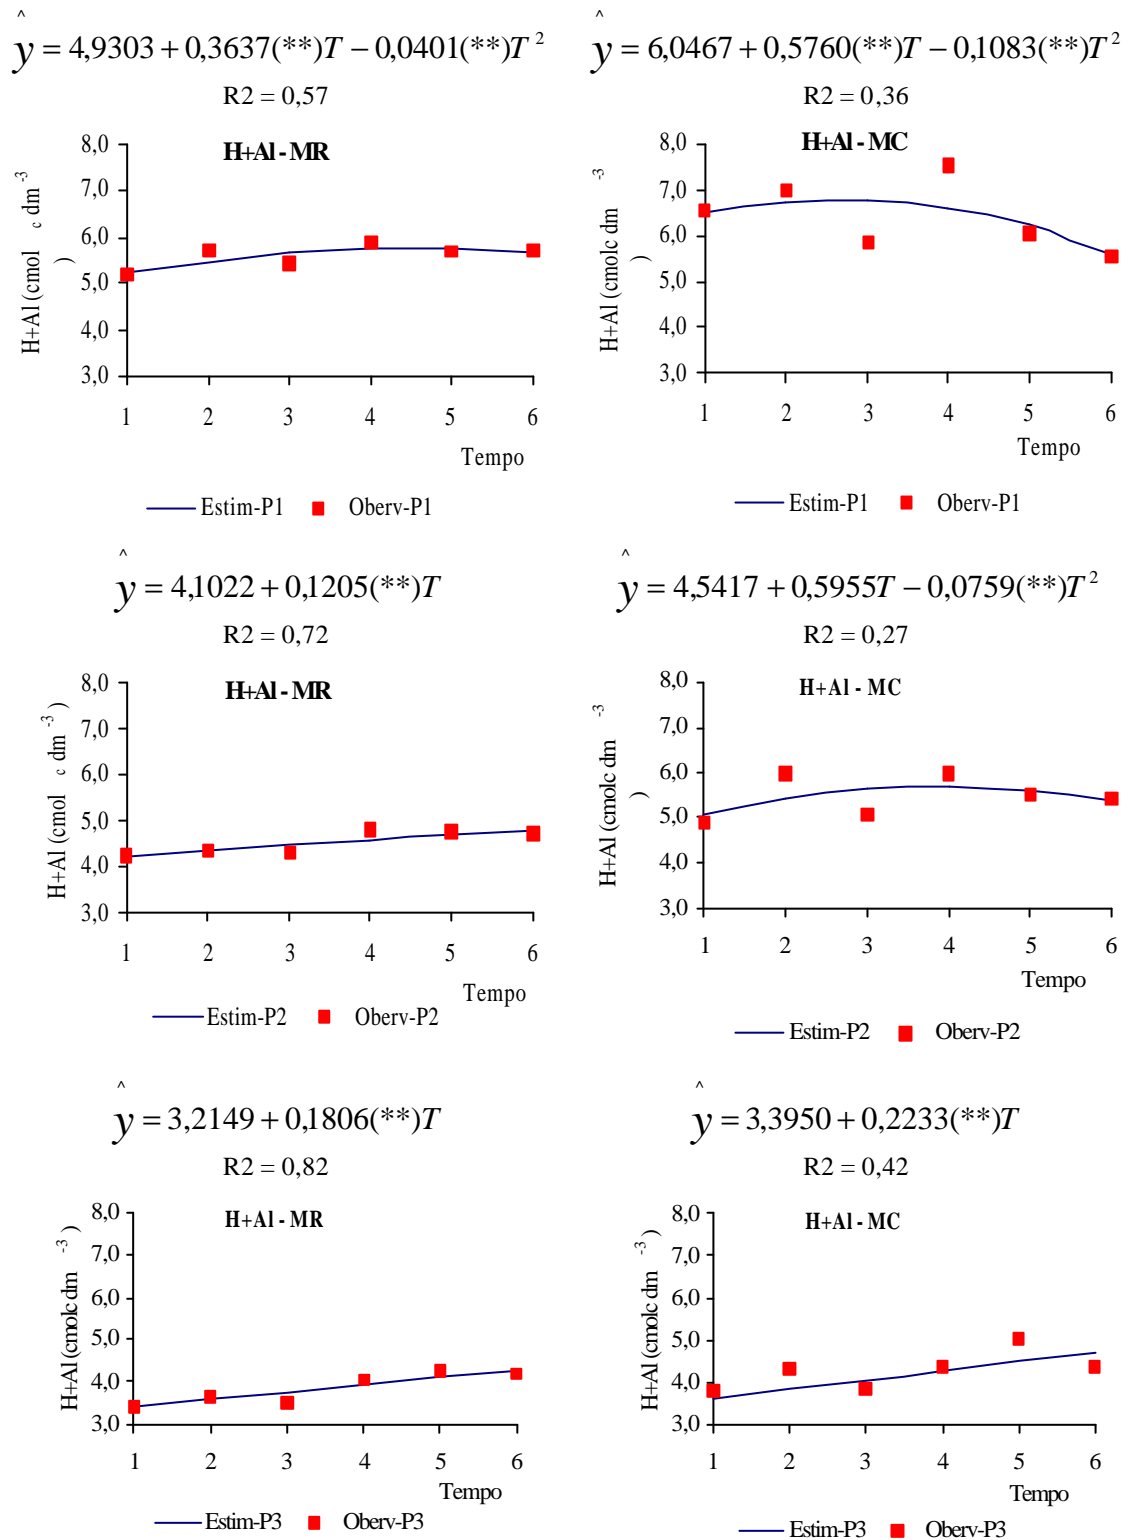 ^
y = 4,9303 + 0,3637(**)T − 0,0401(**)T²
R2 = 0,57
H+Al - MR
H+Al (cmol c dm -3)
8,0
7,0
6,0
5,0
4,0
3,0
1 2 3 4 5 6
Tempo
Estim-P1 Oberv-P1
^
y = 6,0467 + 0,5760(**)T − 0,1083(**)T²
R2 = 0,36
H+Al - MC
H+Al (cmolc dm -3)
8,0
7,0
6,0
5,0
4,0
3,0
1 2 3 4 5 6
Tempo
Estim-P1 Oberv-P1
^
y = 4,1022 + 0,1205(**)T
R2 = 0,72
H+Al - MR
H+Al (cmol c dm -3)
8,0
7,0
6,0
5,0
4,0
3,0
1 2 3 4 5 6
Tempo
Estim-P2 Oberv-P2
^
y = 4,5417 + 0,5955T − 0,0759(**)T²
R2 = 0,27
H+Al - MC
H+Al (cmolc dm -3)
8,0
7,0
6,0
5,0
4,0
3,0
1 2 3 4 5 6
Tempo
Estim-P2 Oberv-P2
^
y = 3,2149 + 0,1806(**)T
R2 = 0,82
H+Al - MR
H+Al (cmolc dm -3)
8,0
7,0
6,0
5,0
4,0
3,0
1 2 3 4 5 6
Tempo
Estim-P3 Oberv-P3
^
y = 3,3950 + 0,2233(**)T
R2 = 0,42
H+Al - MC
H+Al (cmolc dm -3)
8,0
7,0
6,0
5,0
4,0
3,0
1 2 3 4 5 6
Tempo
Estim-P3 Oberv-P3